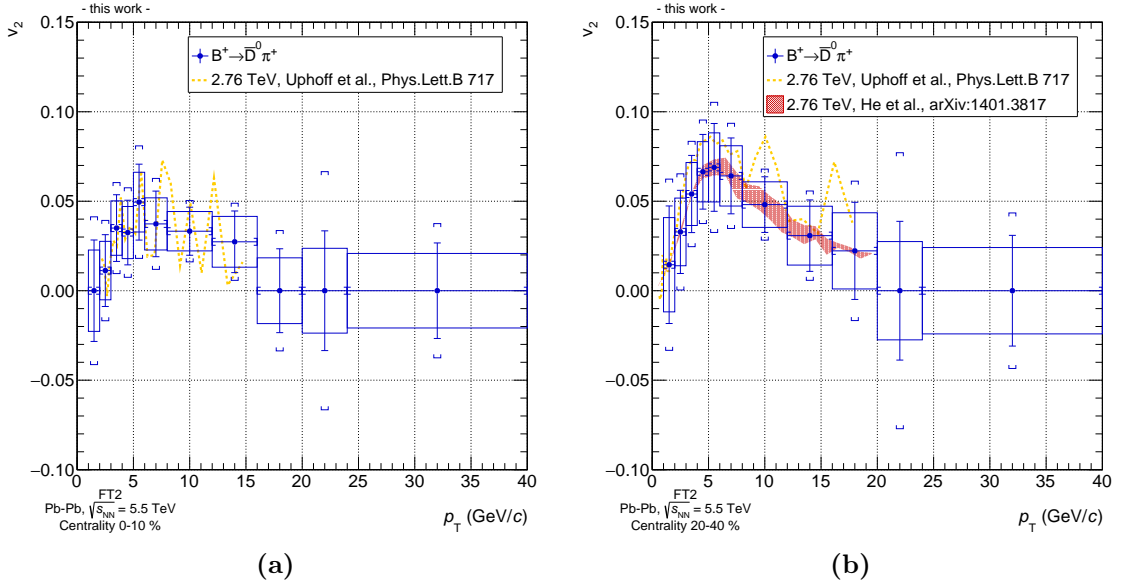 - this work -
v2
0.15
0.10
0.05
0.00
−0.05
−0.10
B⁺→D̅⁰π⁺
2.76 TeV, Uphoff et al., Phys.Lett.B 717
0 5 10 15 20 25 30 35 40
pT (GeV/c)
FT2
Pb-Pb, √sNN = 5.5 TeV
Centrality 0-10 %
(a)
- this work -
v2
0.15
0.10
0.05
0.00
−0.05
−0.10
B⁺→D̅⁰π⁺
2.76 TeV, Uphoff et al., Phys.Lett.B 717
2.76 TeV, He et al., arXiv:1401.3817
0 5 10 15 20 25 30 35 40
pT (GeV/c)
FT2
Pb-Pb, √sNN = 5.5 TeV
Centrality 20-40 %
(b)